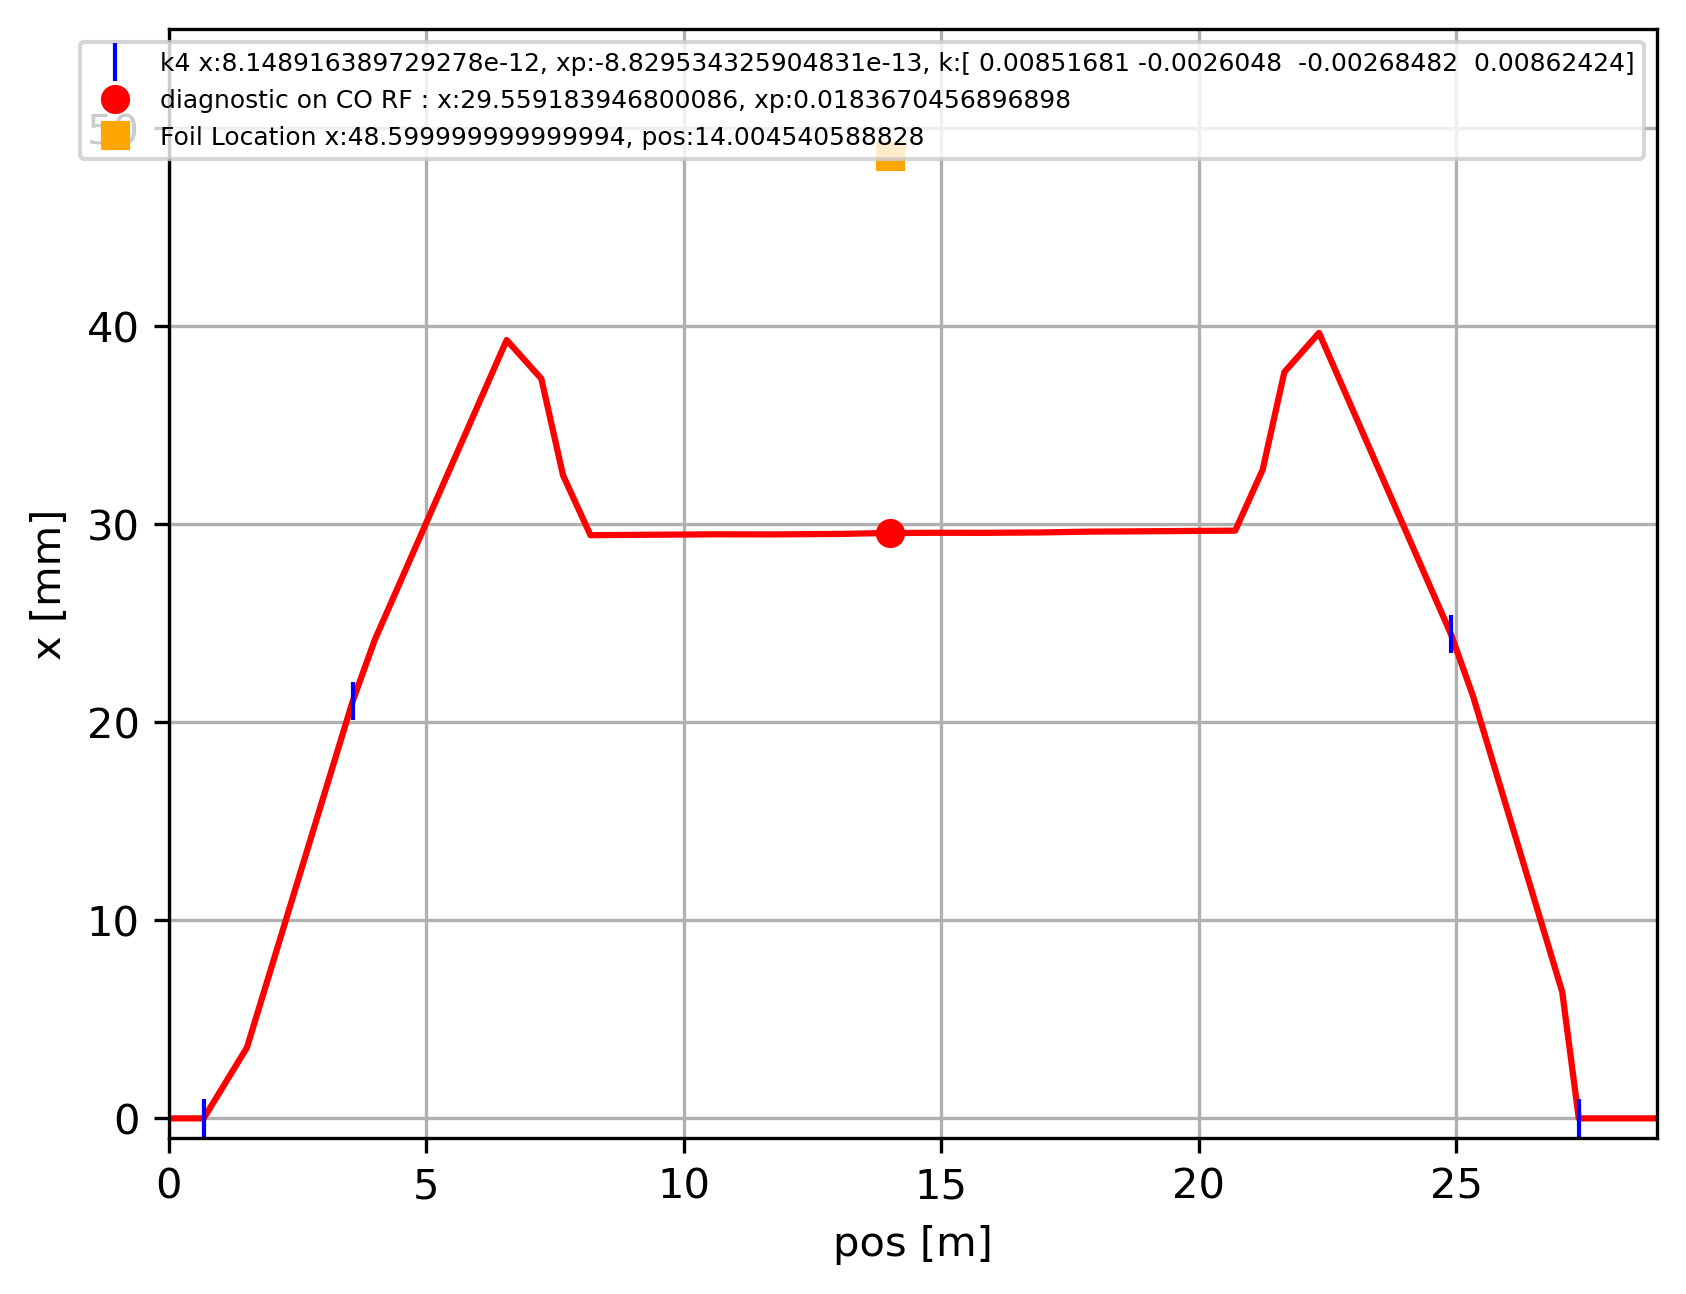 k4 x:8.148916389729278e-12, xp:-8.829534325904831e-13, k:[ 0.00851681 -0.0026048  -0.00268482  0.00862424]
diagnostic on CO RF : x:29.559183946800086, xp:0.0183670456896898
Foil Location x:48.599999999999994, pos:14.004540588828
50
40
30
20
10
0
x [mm]
0 5 10 15 20 25
pos [m]